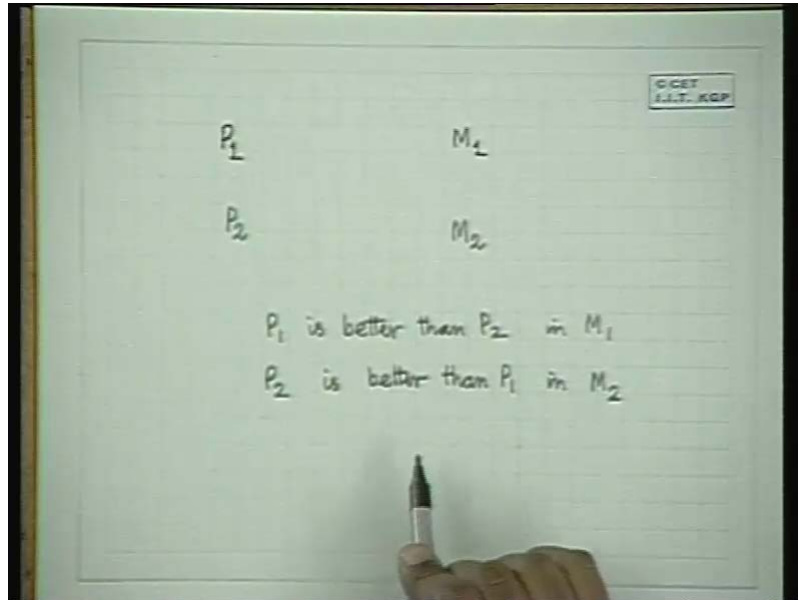 © CET
I.I.T. KGP
P1 M1
P2 M2
P1 is better than P2 in M1
P2 is better than P1 in M2